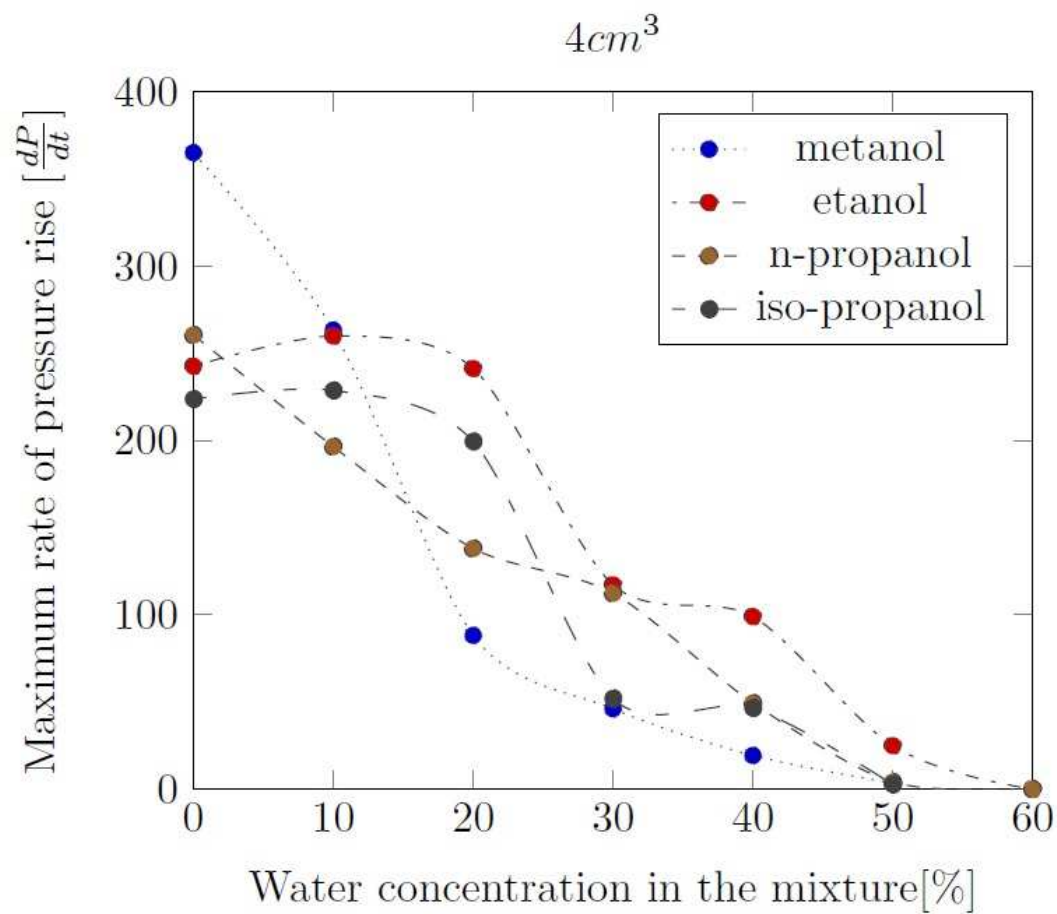 4cm³
Maximum rate of pressure rise [dP/dt]
400
300
200
100
0
metanol
etanol
n-propanol
iso-propanol
0 10 20 30 40 50 60
Water concentration in the mixture[%]